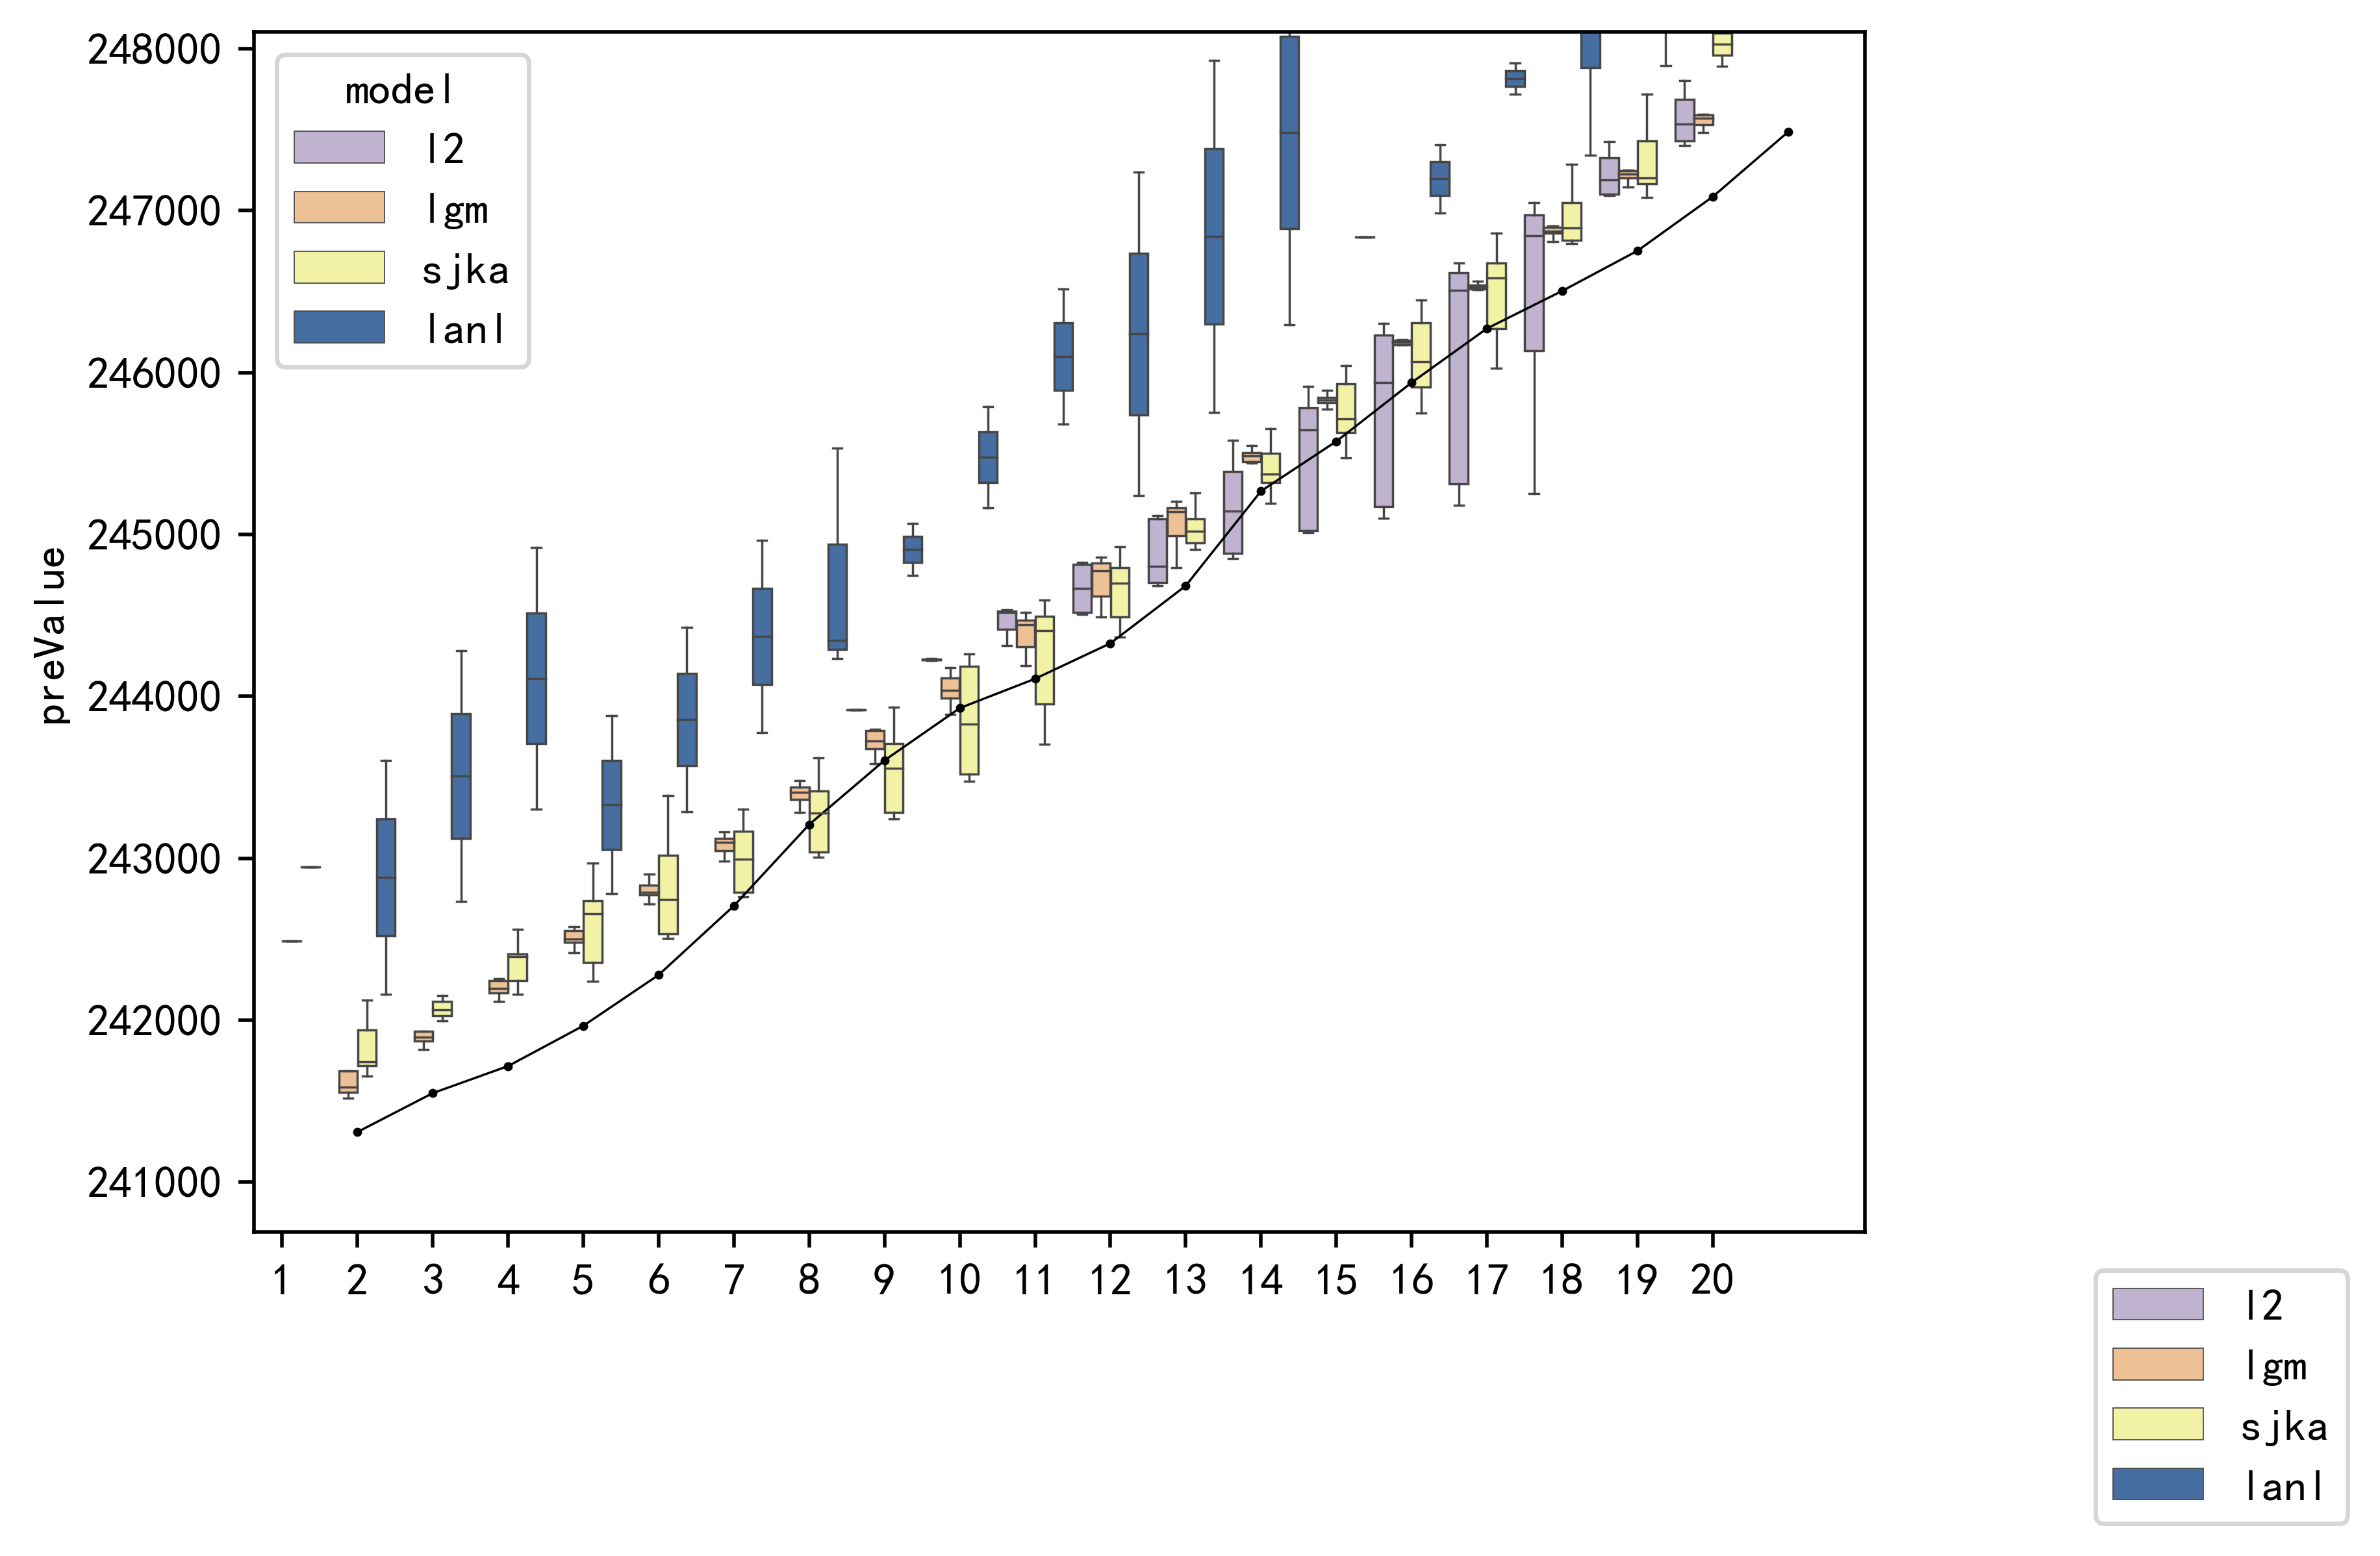 248000
247000
246000
245000
244000
243000
242000
241000
preValue
model
l2
lgm
sjka
lanl
1 2 3 4 5 6 7 8 9 10 11 12 13 14 15 16 17 18 19 20
l2
lgm
sjka
lanl